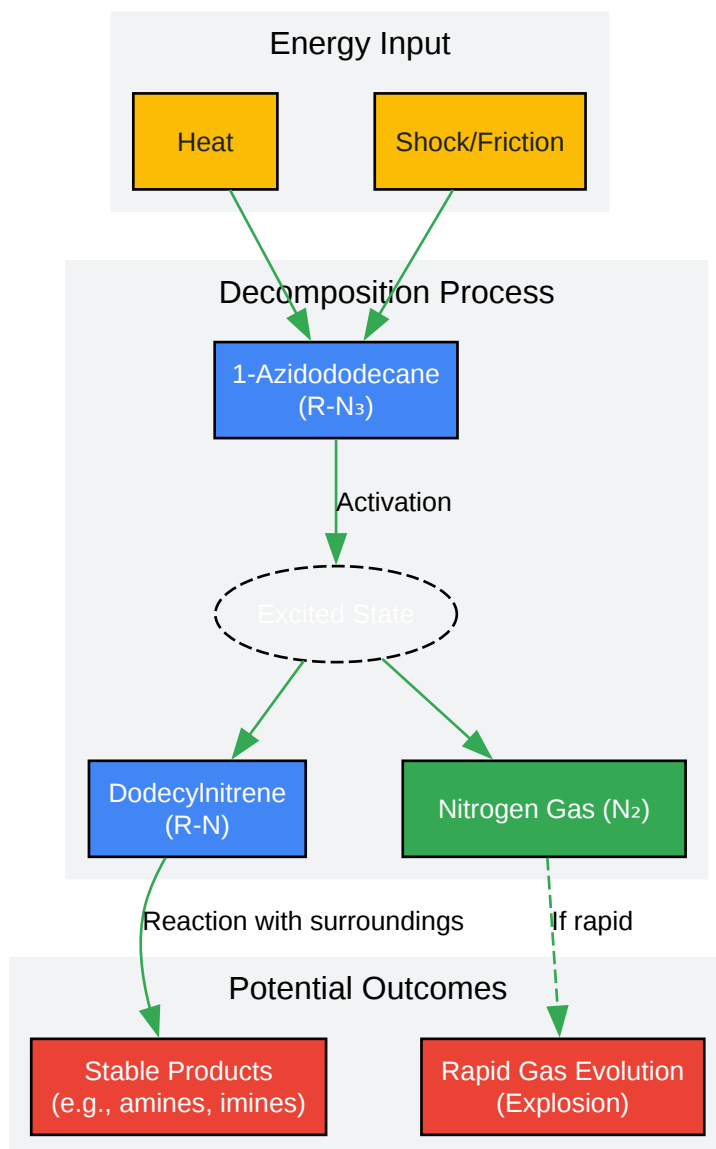 Energy Input
Heat
Shock/Friction
Decomposition Process
1-Azidododecane
(R-N₃)
Activation
Excited State
Dodecylnitrene
(R-N)
Nitrogen Gas (N₂)
Reaction with surroundings
If rapid
Potential Outcomes
Stable Products
(e.g., amines, imines)
Rapid Gas Evolution
(Explosion)